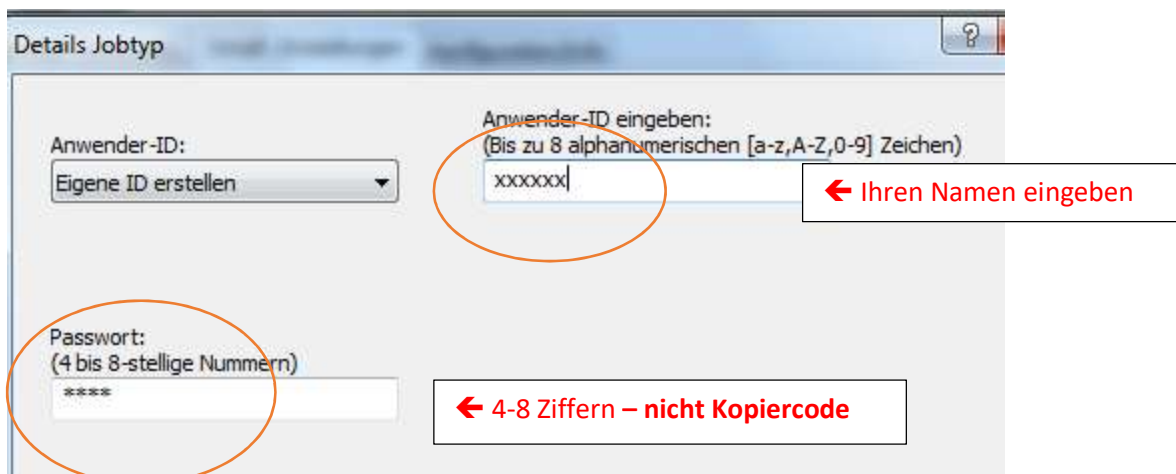 Details Jobtyp
?
Anwender-ID:
Eigene ID erstellen
Anwender-ID eingeben:
(Bis zu 8 alphanumerischen [a-z,A-Z,0-9] Zeichen)
xxxxxx
← Ihren Namen eingeben
Passwort:
(4 bis 8-stellige Nummern)
****
← 4-8 Ziffern – nicht Kopiercode